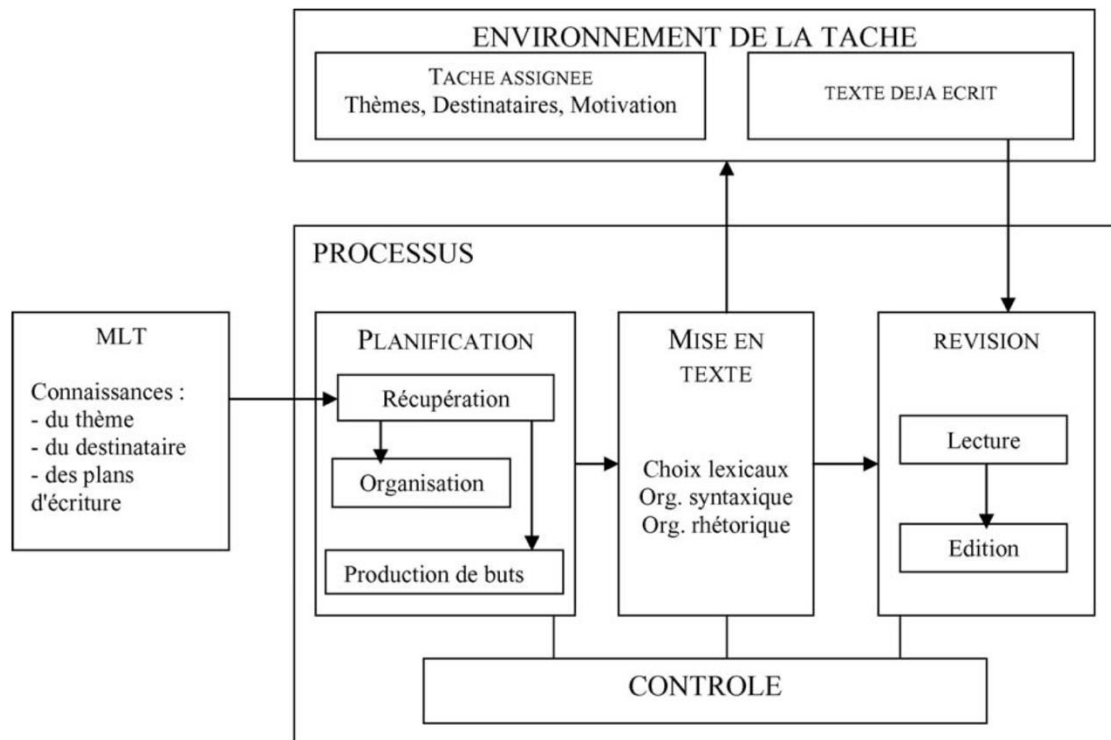 ENVIRONNEMENT DE LA TACHE
TACHE ASSIGNEE
Thèmes, Destinataires, Motivation
TEXTE DEJA ECRIT
PROCESSUS
MLT
Connaissances :
- du thème
- du destinataire
- des plans
d'écriture
PLANIFICATION
Récupération
Organisation
Production de buts
MISE EN
TEXTE
Choix lexicaux
Org. syntaxique
Org. rhétorique
REVISION
Lecture
Edition
CONTROLE